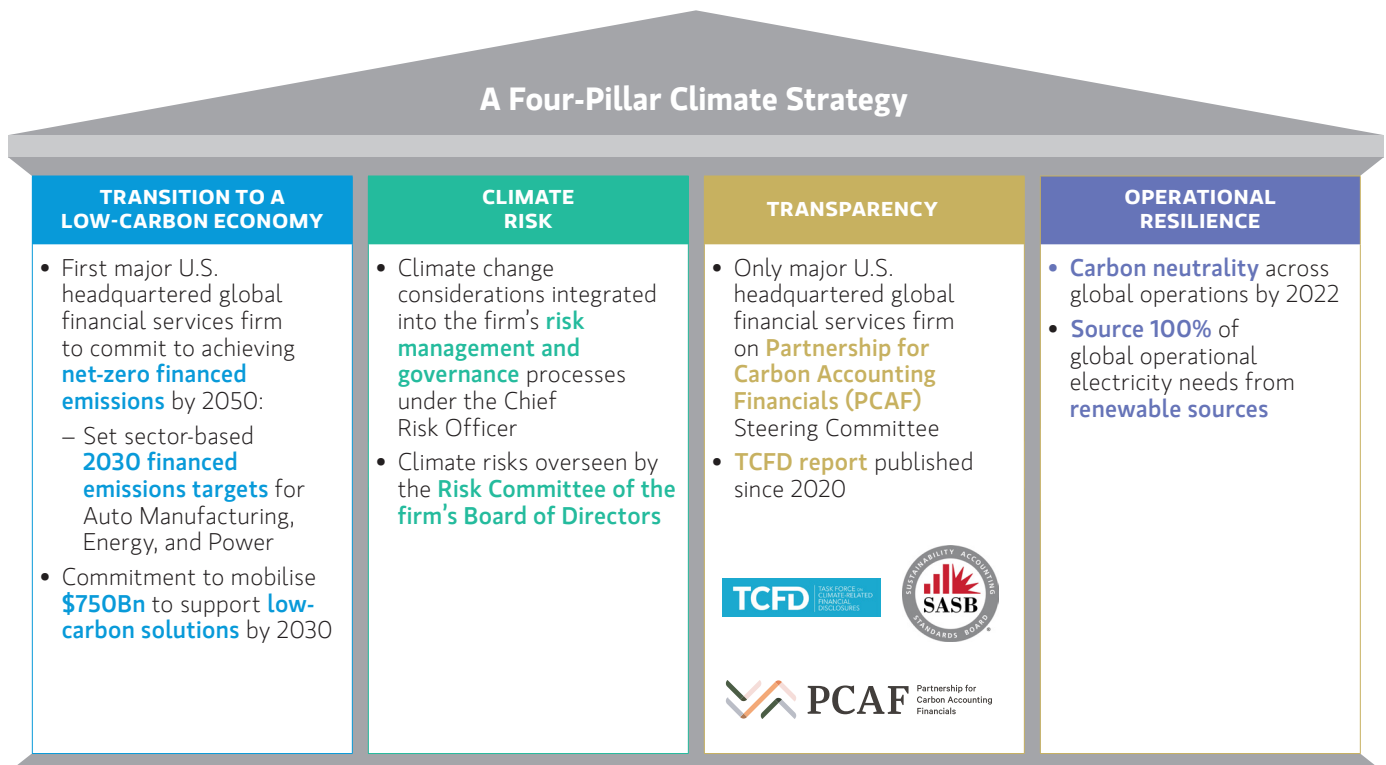 A Four-Pillar Climate Strategy
TRANSITION TO A
LOW-CARBON ECONOMY
• First major U.S.
headquartered global
financial services firm
to commit to achieving
net-zero financed
emissions by 2050:
– Set sector-based
2030 financed
emissions targets for
Auto Manufacturing,
Energy, and Power
• Commitment to mobilise
$750Bn to support low-
carbon solutions by 2030
CLIMATE
RISK
• Climate change
considerations integrated
into the firm's risk
management and
governance processes
under the Chief
Risk Officer
• Climate risks overseen by
the Risk Committee of the
firm's Board of Directors
TRANSPARENCY
• Only major U.S.
headquartered global
financial services firm
on Partnership for
Carbon Accounting
Financials (PCAF)
Steering Committee
• TCFD report published
since 2020
TCFD
TASK FORCE ON
CLIMATE-RELATED
FINANCIAL
DISCLOSURES
SUSTAINABILITY ACCOUNTING
SASB
STANDARDS BOARD
®
PCAF
Partnership for
Carbon Accounting
Financials
OPERATIONAL
RESILIENCE
• Carbon neutrality across
global operations by 2022
• Source 100% of
global operational
electricity needs from
renewable sources